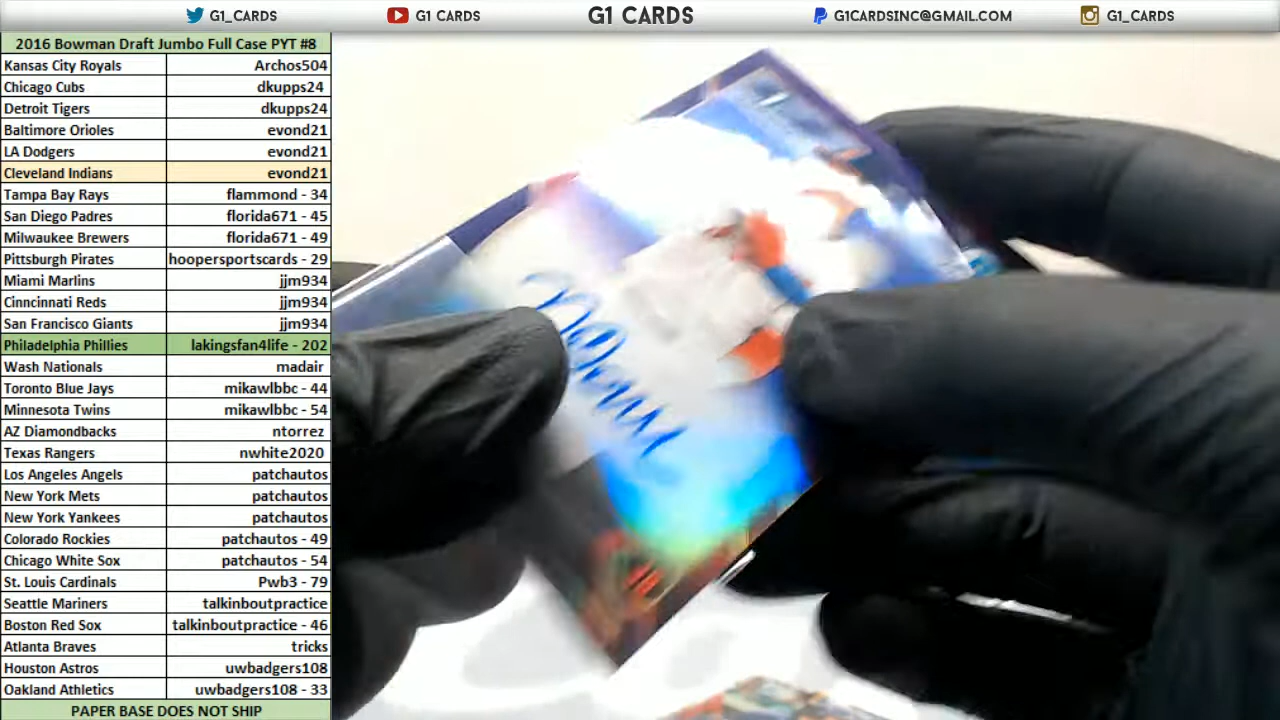 G1_CARDS
G1 CARDS
G1 CARDS
G1CARDSINC@GMAIL.COM
G1_CARDS
2016 Bowman Draft Jumbo Full Case PYT #8
Kansas City Royals Archos504
Chicago Cubs dkupps24
Detroit Tigers dkupps24
Baltimore Orioles evond21
LA Dodgers evond21
Cleveland Indians evond21
Tampa Bay Rays flammond - 34
San Diego Padres florida671 - 45
Milwaukee Brewers florida671 - 49
Pittsburgh Pirates hoopersportscards - 29
Miami Marlins jjm934
Cinncinnati Reds jjm934
San Francisco Giants jjm934
Philadelphia Phillies lakingsfan4life - 202
Wash Nationals madair
Toronto Blue Jays mikawlbbc - 44
Minnesota Twins mikawlbbc - 54
AZ Diamondbacks ntorrez
Texas Rangers nwhite2020
Los Angeles Angels patchautos
New York Mets patchautos
New York Yankees patchautos
Colorado Rockies patchautos - 49
Chicago White Sox patchautos - 54
St. Louis Cardinals Pwb3 - 79
Seattle Mariners talkinboutpractice
Boston Red Sox talkinboutpractice - 46
Atlanta Braves tricks
Houston Astros uwbadgers108
Oakland Athletics uwbadgers108 - 33
PAPER BASE DOES NOT SHIP